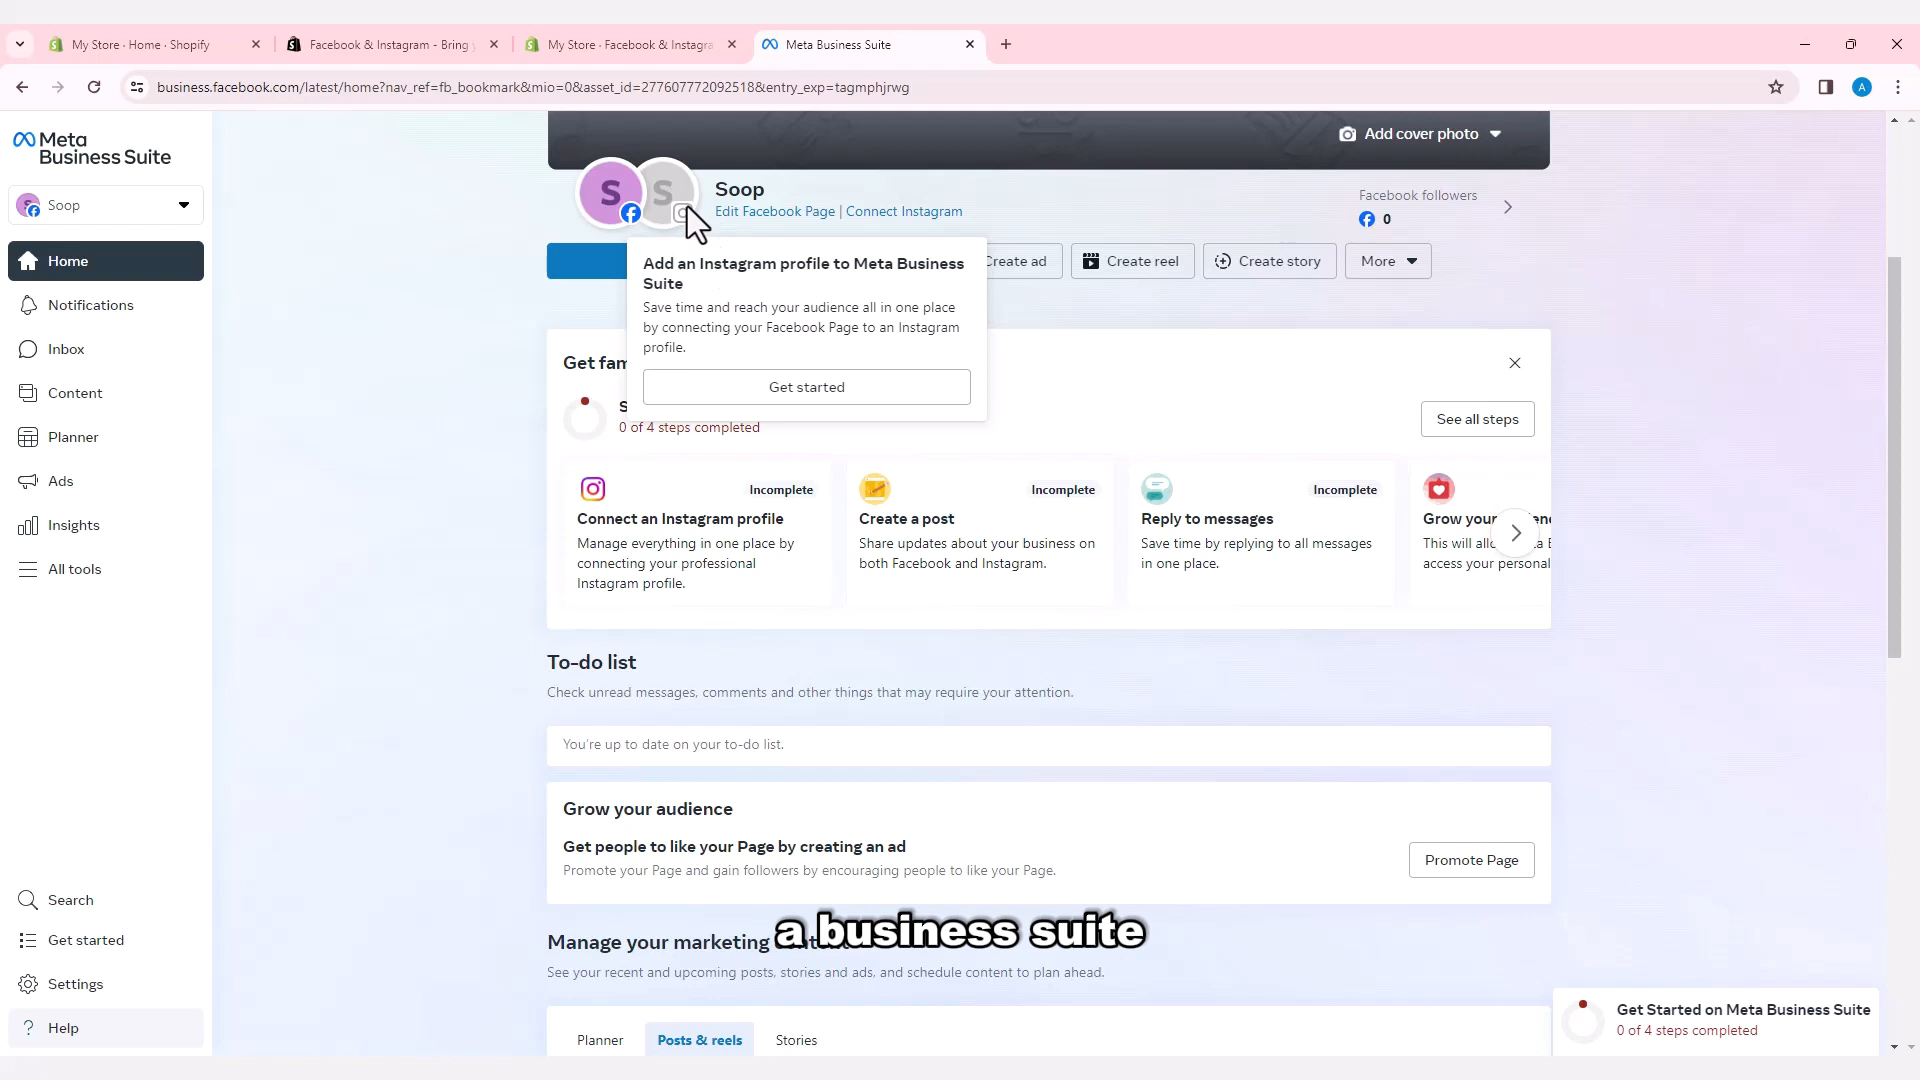 My Store · Home · Shopify
Facebook & Instagram - Bring
My Store · Facebook & Instagra
Meta Business Suite
business.facebook.com/latest/home?nav_ref=fb_bookmark&mio=0&asset_id=277607772092518&entry_exp=tagmphjrwg
A
Meta
Business Suite
Soop
Home
Notifications
Inbox
Content
Planner
Ads
Insights
All tools
Search
Get started
Settings
Help
Add cover photo
S
S
Soop
Edit Facebook Page | Connect Instagram
Facebook followers
0
Create ad
Create reel
Create story
More
Add an Instagram profile to Meta Business
Suite
Save time and reach your audience all in one place
by connecting your Facebook Page to an Instagram
profile.
Get started
Get fam
S
0 of 4 steps completed
See all steps
Incomplete
Connect an Instagram profile
Manage everything in one place by
connecting your professional
Instagram profile.
Incomplete
Create a post
Share updates about your business on
both Facebook and Instagram.
Incomplete
Reply to messages
Save time by replying to all messages
in one place.
Grow your
This will
access your personal
To-do list
Check unread messages, comments and other things that may require your attention.
You're up to date on your to-do list.
Grow your audience
Get people to like your Page by creating an ad
Promote your Page and gain followers by encouraging people to like your Page.
Promote Page
Manage your marketing
a business suite
See your recent and upcoming posts, stories and ads, and schedule content to plan ahead.
Planner
Posts & reels
Stories
Get Started on Meta Business Suite
0 of 4 steps completed